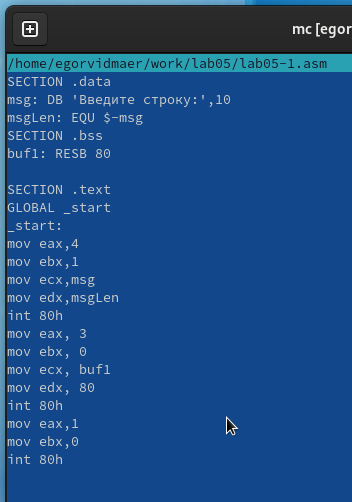 mc [egor
/home/egorvidmaer/work/lab05/lab05-1.asm
SECTION .data
msg: DB 'Введите строку:',10
msgLen: EQU $-msg
SECTION .bss
buf1: RESB 80
SECTION .text
GLOBAL _start
_start:
mov eax,4
mov ebx,1
mov ecx,msg
mov edx,msgLen
int 80h
mov eax, 3
mov ebx, 0
mov ecx, buf1
mov edx, 80
int 80h
mov eax,1
mov ebx,0
int 80h